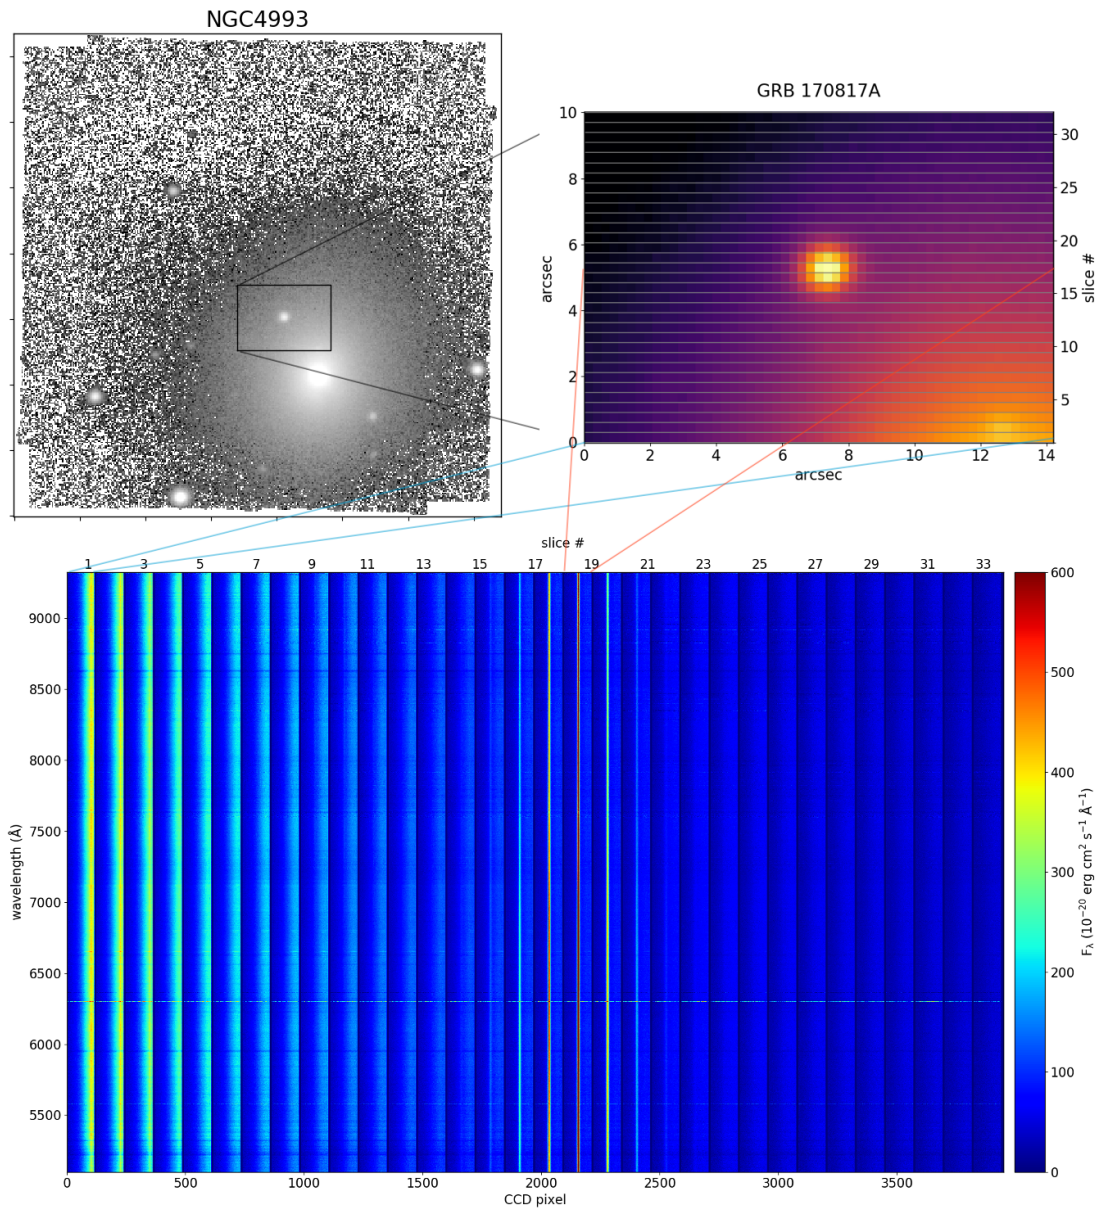 NGC4993
GRB 170817A
10
8
6
4
2
0
arcsec
0 2 4 6 8 10 12 14
arcsec
30
25
20
15
10
5
slice #
slice #
1 3 5 7 9 11 13 15 17 19 21 23 25 27 29 31 33
9000
8500
8000
7500
7000
6500
6000
5500
wavelength (Å)
0 500 1000 1500 2000 2500 3000 3500
CCD pixel
600
500
400
300
200
100
0
F_λ (10⁻²⁰ erg cm² s⁻¹ Å⁻¹)